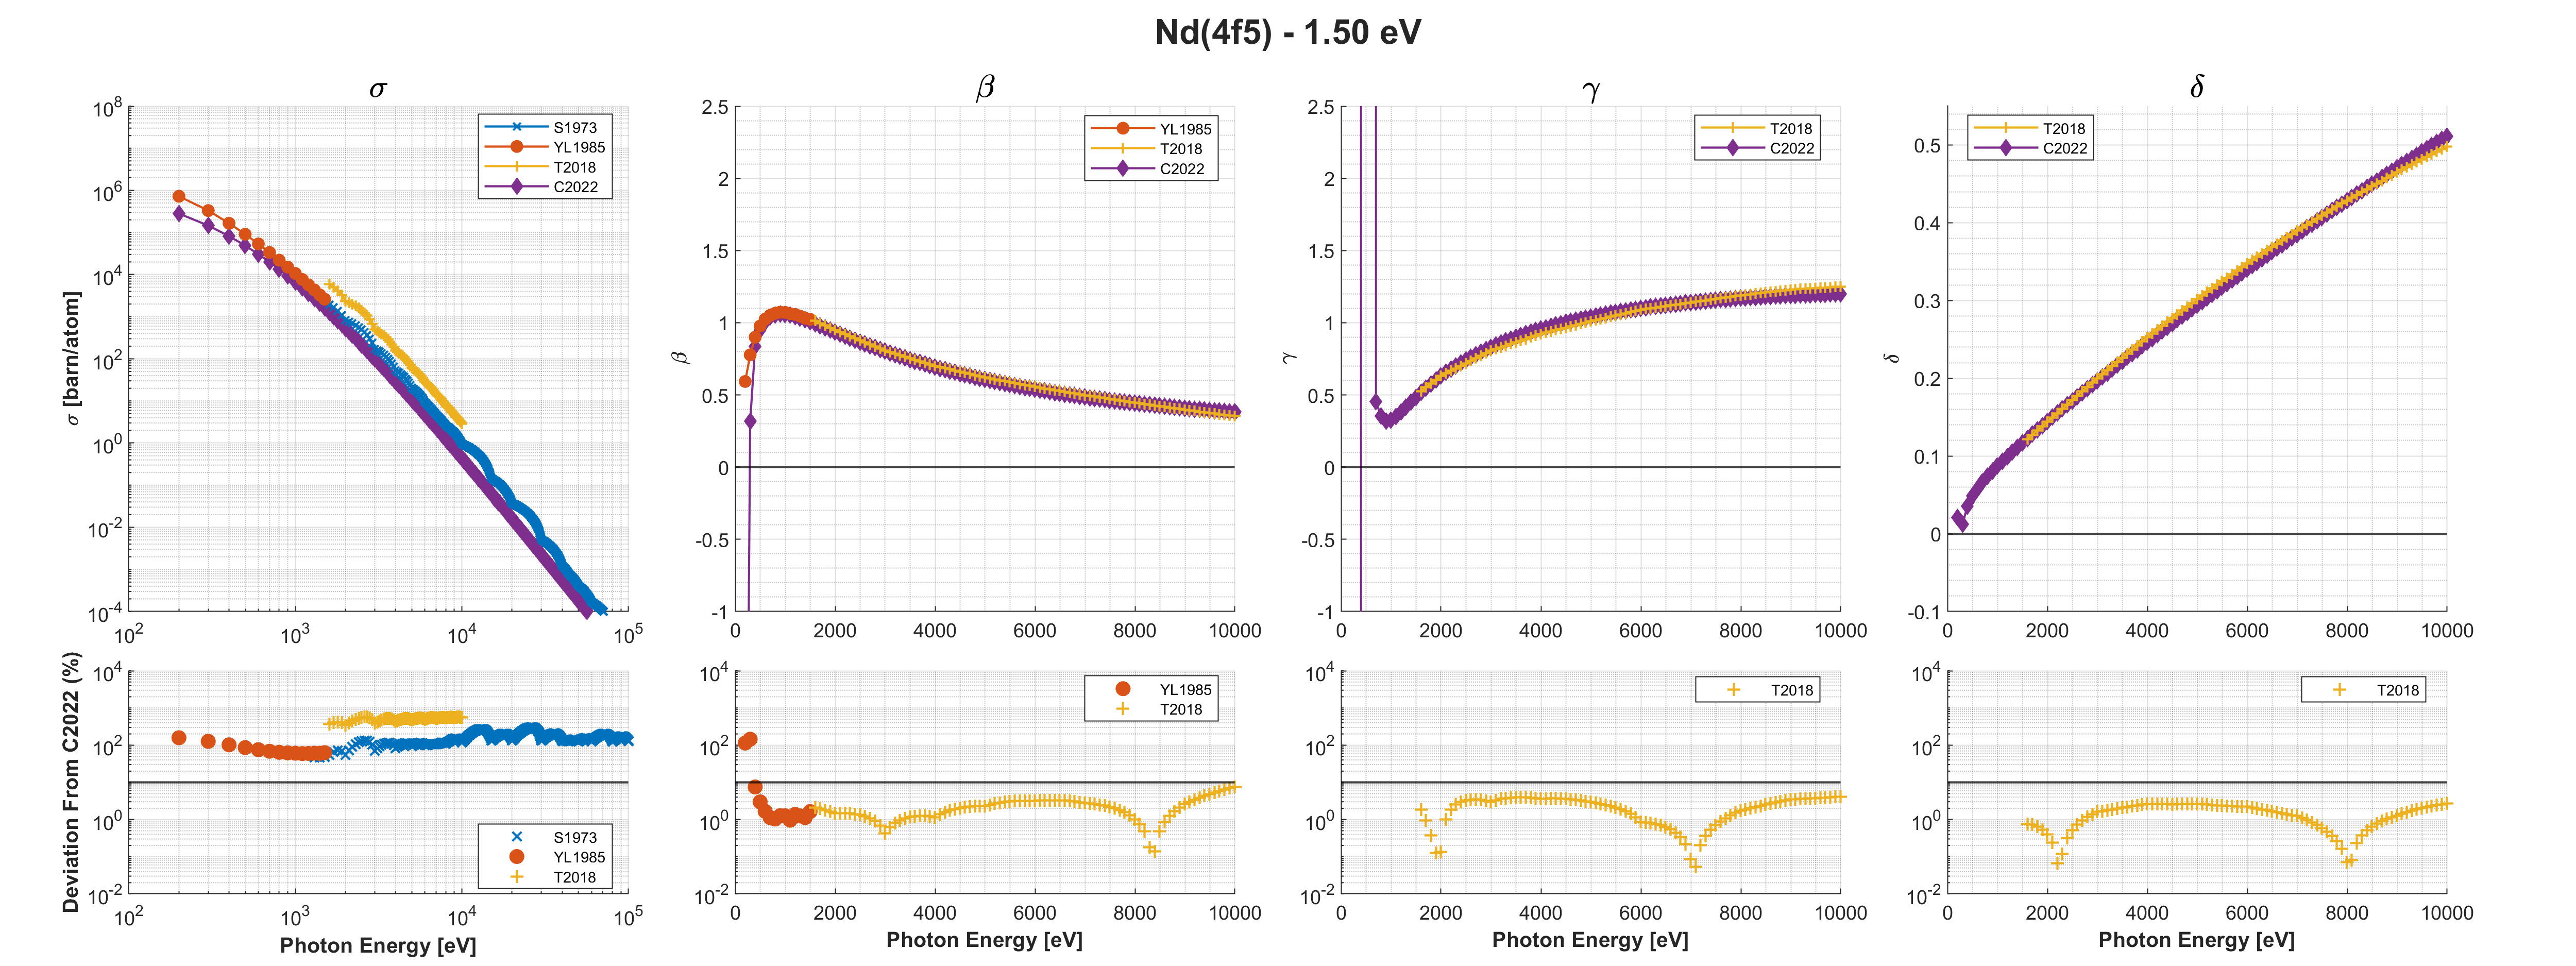 Nd(4f5) - 1.50 eV
σ
σ [barn/atom]
10^8
10^6
10^4
10^2
10^0
10^-2
10^-4
10^2
10^3
10^4
10^5
S1973
YL1985
T2018
C2022
β
β
2.5
2
1.5
1
0.5
0
-0.5
-1
0
2000
4000
6000
8000
10000
YL1985
T2018
C2022
γ
γ
2.5
2
1.5
1
0.5
0
-0.5
-1
0
2000
4000
6000
8000
10000
T2018
C2022
δ
δ
0.5
0.4
0.3
0.2
0.1
0
-0.1
0
2000
4000
6000
8000
10000
T2018
C2022
Deviation From C2022 (%)
10^4
10^2
10^0
10^-2
10^2
10^3
10^4
10^5
S1973
YL1985
T2018
Photon Energy [eV]
10^4
10^2
10^0
10^-2
0
2000
4000
6000
8000
10000
YL1985
T2018
Photon Energy [eV]
10^4
10^2
10^0
10^-2
0
2000
4000
6000
8000
10000
T2018
Photon Energy [eV]
10^4
10^2
10^0
10^-2
0
2000
4000
6000
8000
10000
T2018
Photon Energy [eV]